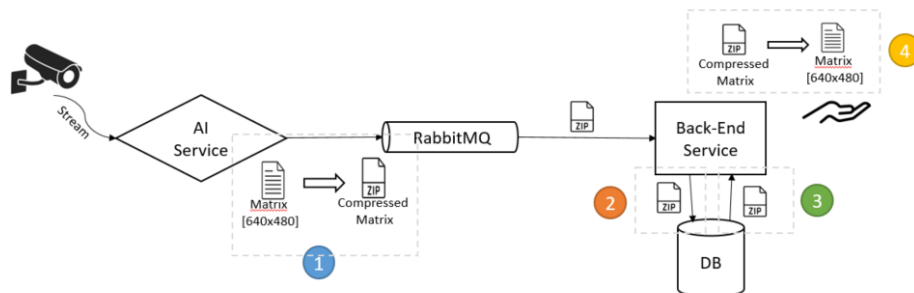 Stream
AI
Service
Matrix
[640x480]
ZIP
Compressed
Matrix
1
RabbitMQ
ZIP
Back-End
Service
ZIP
Compressed
Matrix
Matrix
[640x480]
4
2
ZIP
ZIP
3
DB